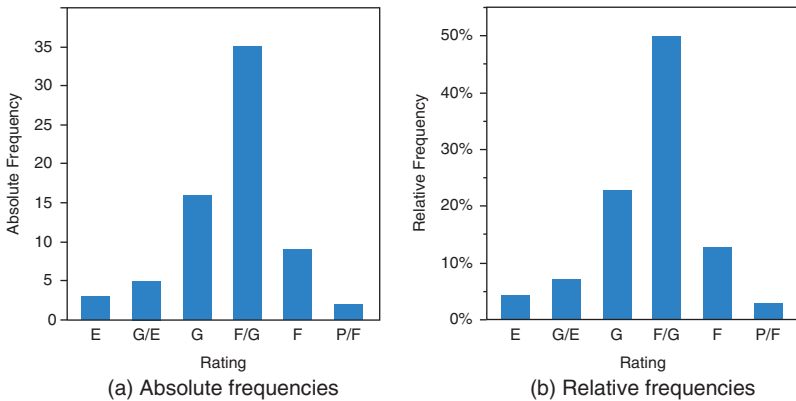 Absolute Frequency
35
30
25
20
15
10
5
0
E G/E G F/G F P/F
Rating
(a) Absolute frequencies
Relative Frequency
50%
40%
30%
20%
10%
0%
E G/E G F/G F P/F
Rating
(b) Relative frequencies